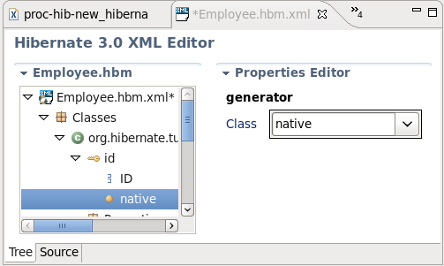 proc-hib-new_hiberna
*Employee.hbm.xml
4
Hibernate 3.0 XML Editor
Employee.hbm
Properties Editor
Employee.hbm.xml*
Classes
org.hibernate.tu
id
ID
native
generator
Class
native
Tree
Source